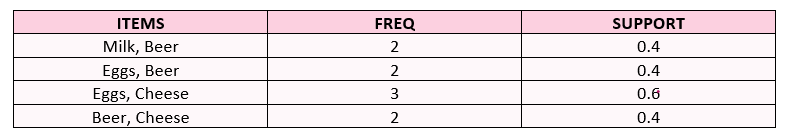 ITEMS FREQ SUPPORT
Milk, Beer 2 0.4
Eggs, Beer 2 0.4
Eggs, Cheese 3 0.6
Beer, Cheese 2 0.4